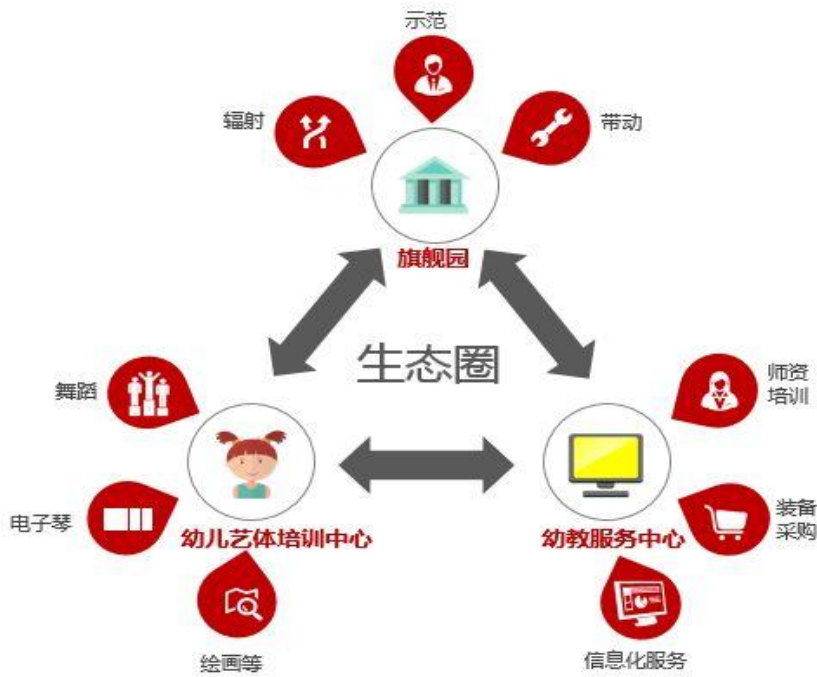 示范
辐射
带动
旗舰园
生态圈
舞蹈
师资
培训
电子琴
幼儿艺体培训中心
幼教服务中心
装备
采购
绘画等
信息化服务